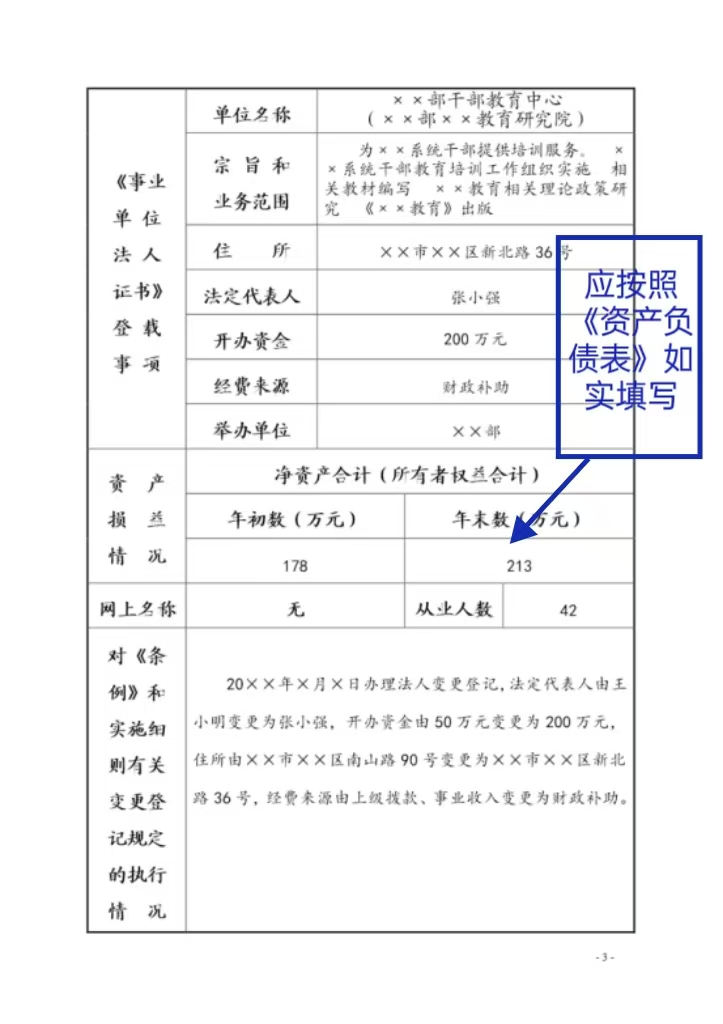 《事业
单 位
法 人
证书》
登 载
事 项
单位名称
××部干部教育中心
(××部××教育研究院)
宗 旨 和
业务范围
为××系统干部提供培训服务。 ×
×系统干部教育培训工作组织实施 相
关教材编写 ××教育相关理论政策研
究 《××教育》出版
住 所
××市××区新北路 36 号
法定代表人
张小强
开办资金
200 万元
经费来源
财政补助
举办单位
××部
应按照
《资产负
债表》如
实填写
资 产
损 益
情 况
净资产合计(所有者权益合计)
年初数(万元)
年末数(万元)
178
213
网上名称
无
从业人数
42
对《条
例》和
实施细
则有关
变更登
记规定
的执行
情 况
20××年×月×日办理法人变更登记,法定代表人由王
小明变更为张小强，开办资金由 50 万元变更为 200 万元，
住所由××市××区南山路 90 号变更为××市××区新北
路 36 号，经费来源由上级拨款、事业收入变更为财政补助。
- 3 -